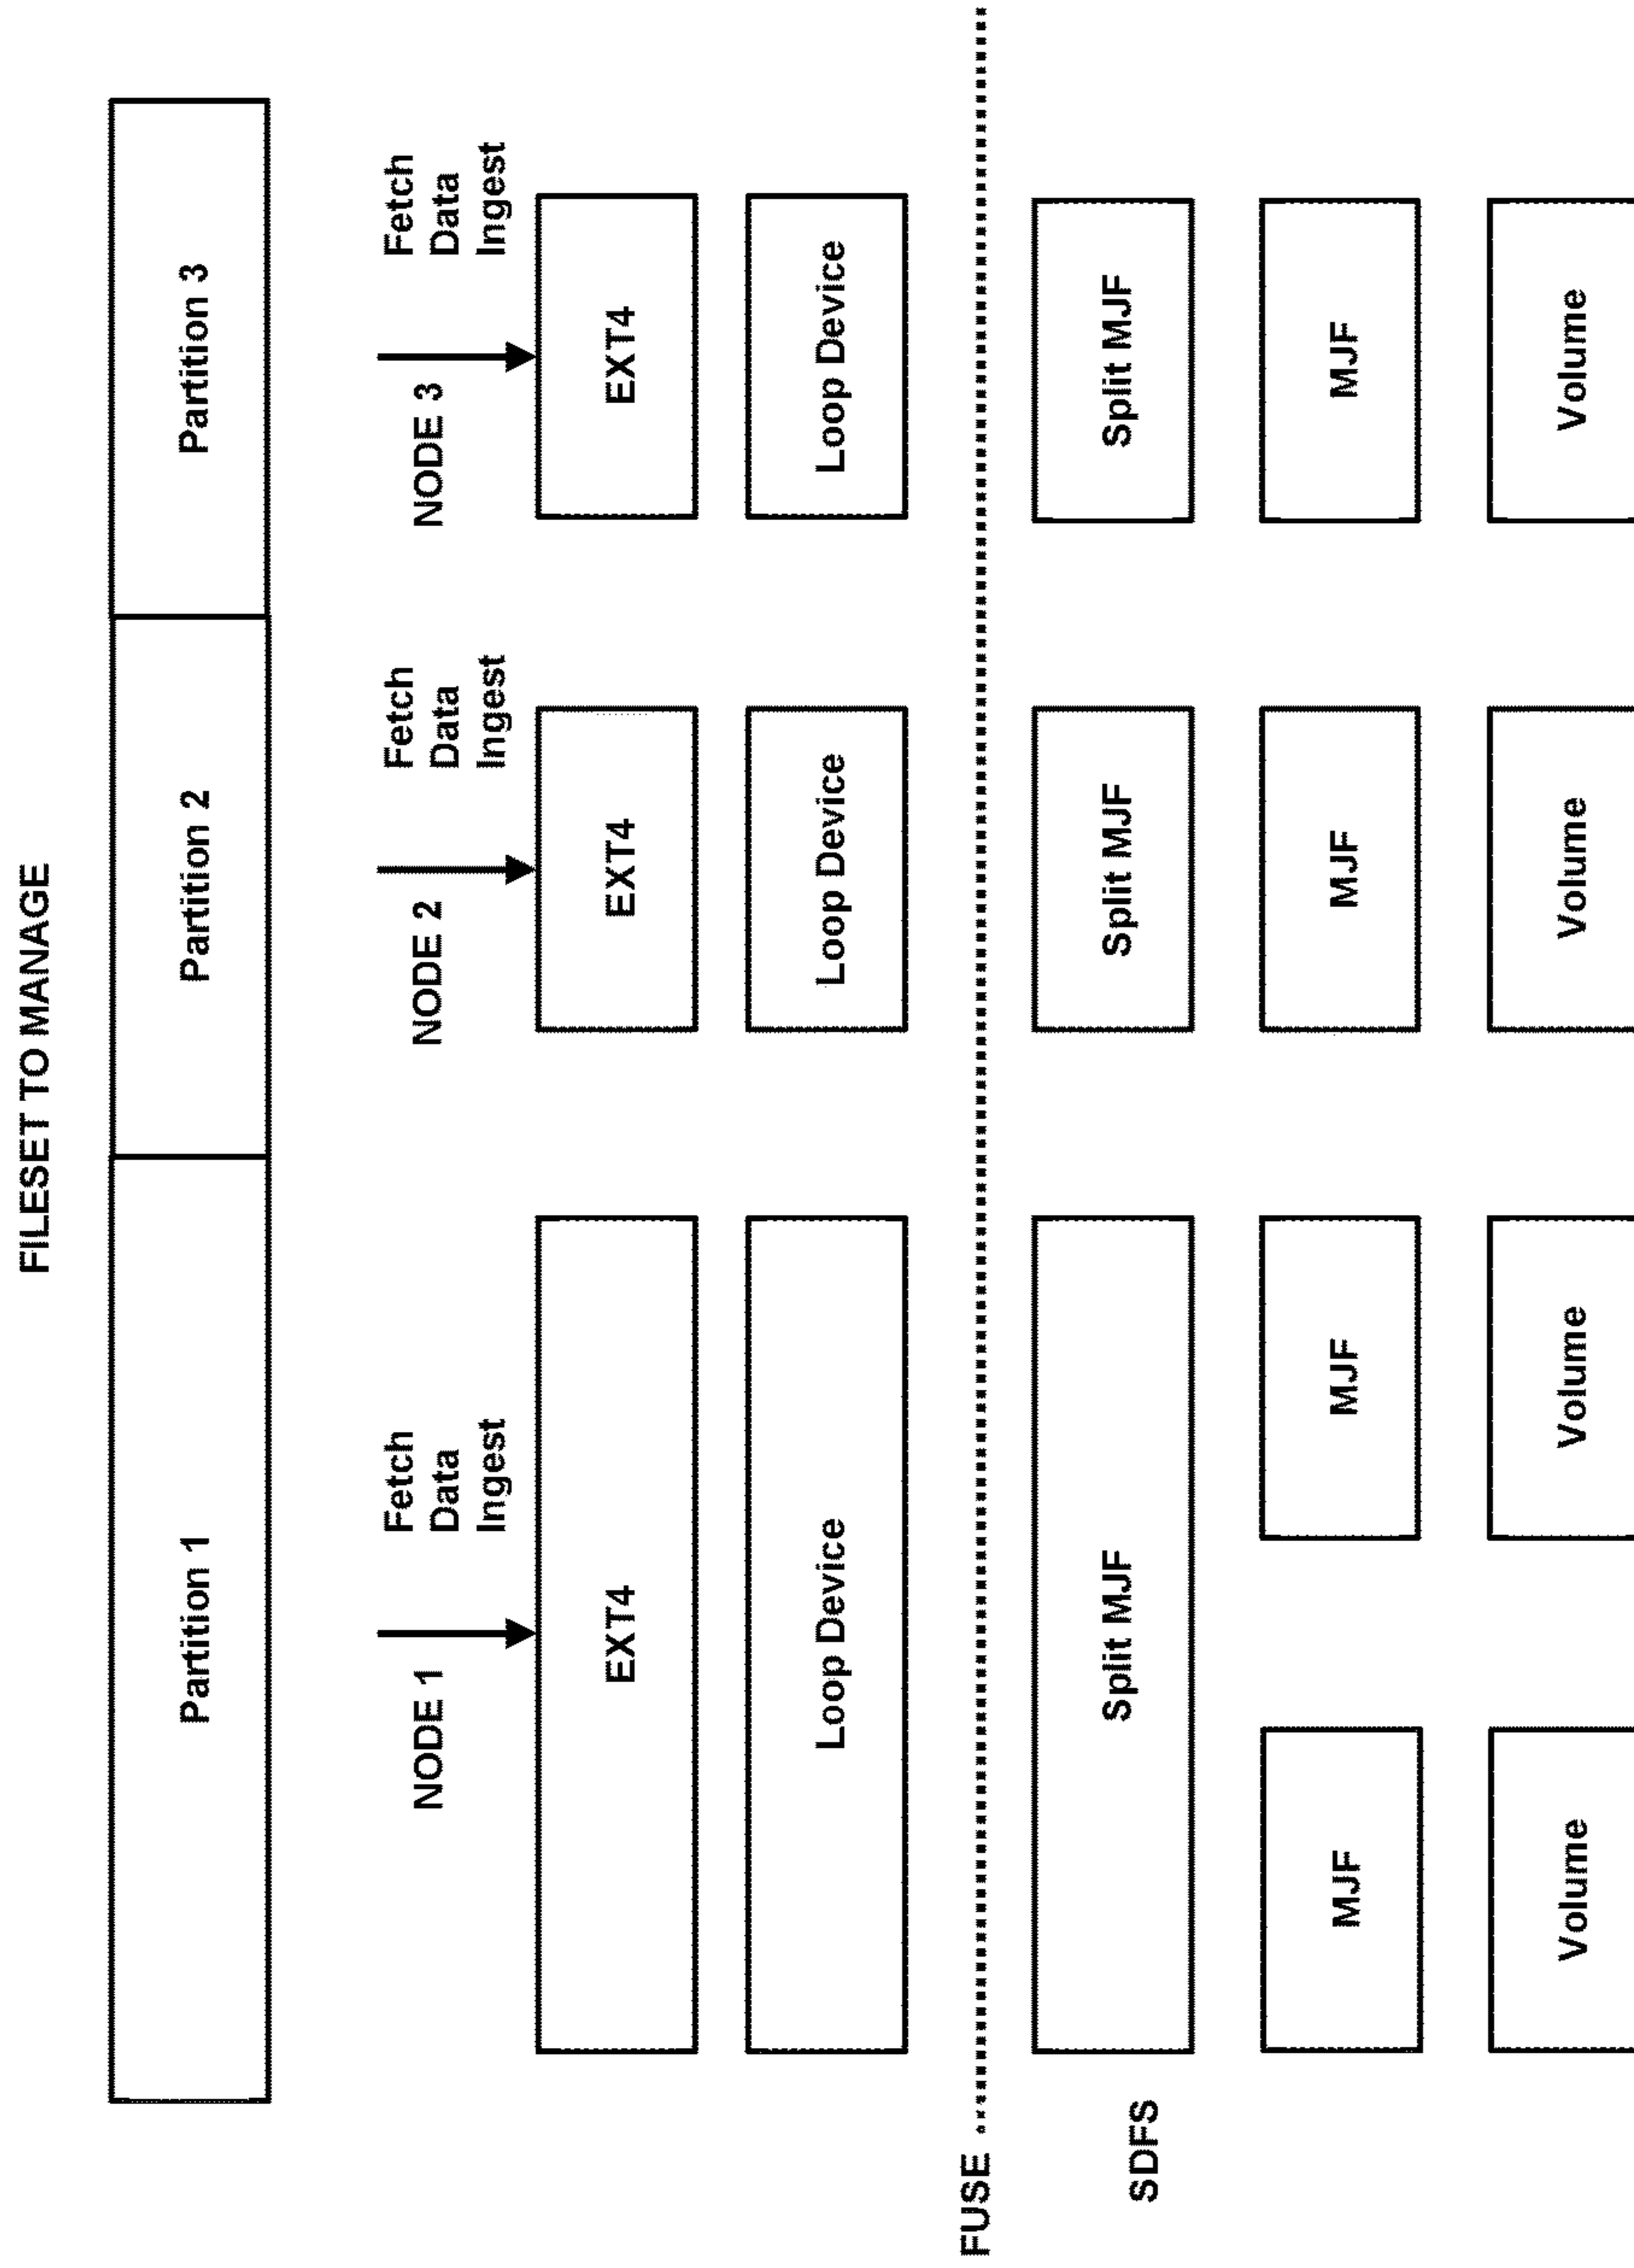 FILESET TO MANAGE
Partition 1
Partition 2
Partition 3
NODE 1
Fetch
Data
Ingest
NODE 2
Fetch
Data
Ingest
NODE 3
Fetch
Data
Ingest
EXT4
EXT4
EXT4
Loop Device
Loop Device
Loop Device
FUSE
SDFS
Split MJF
Split MJF
Split MJF
MJF
MJF
MJF
MJF
Volume
Volume
Volume
Volume